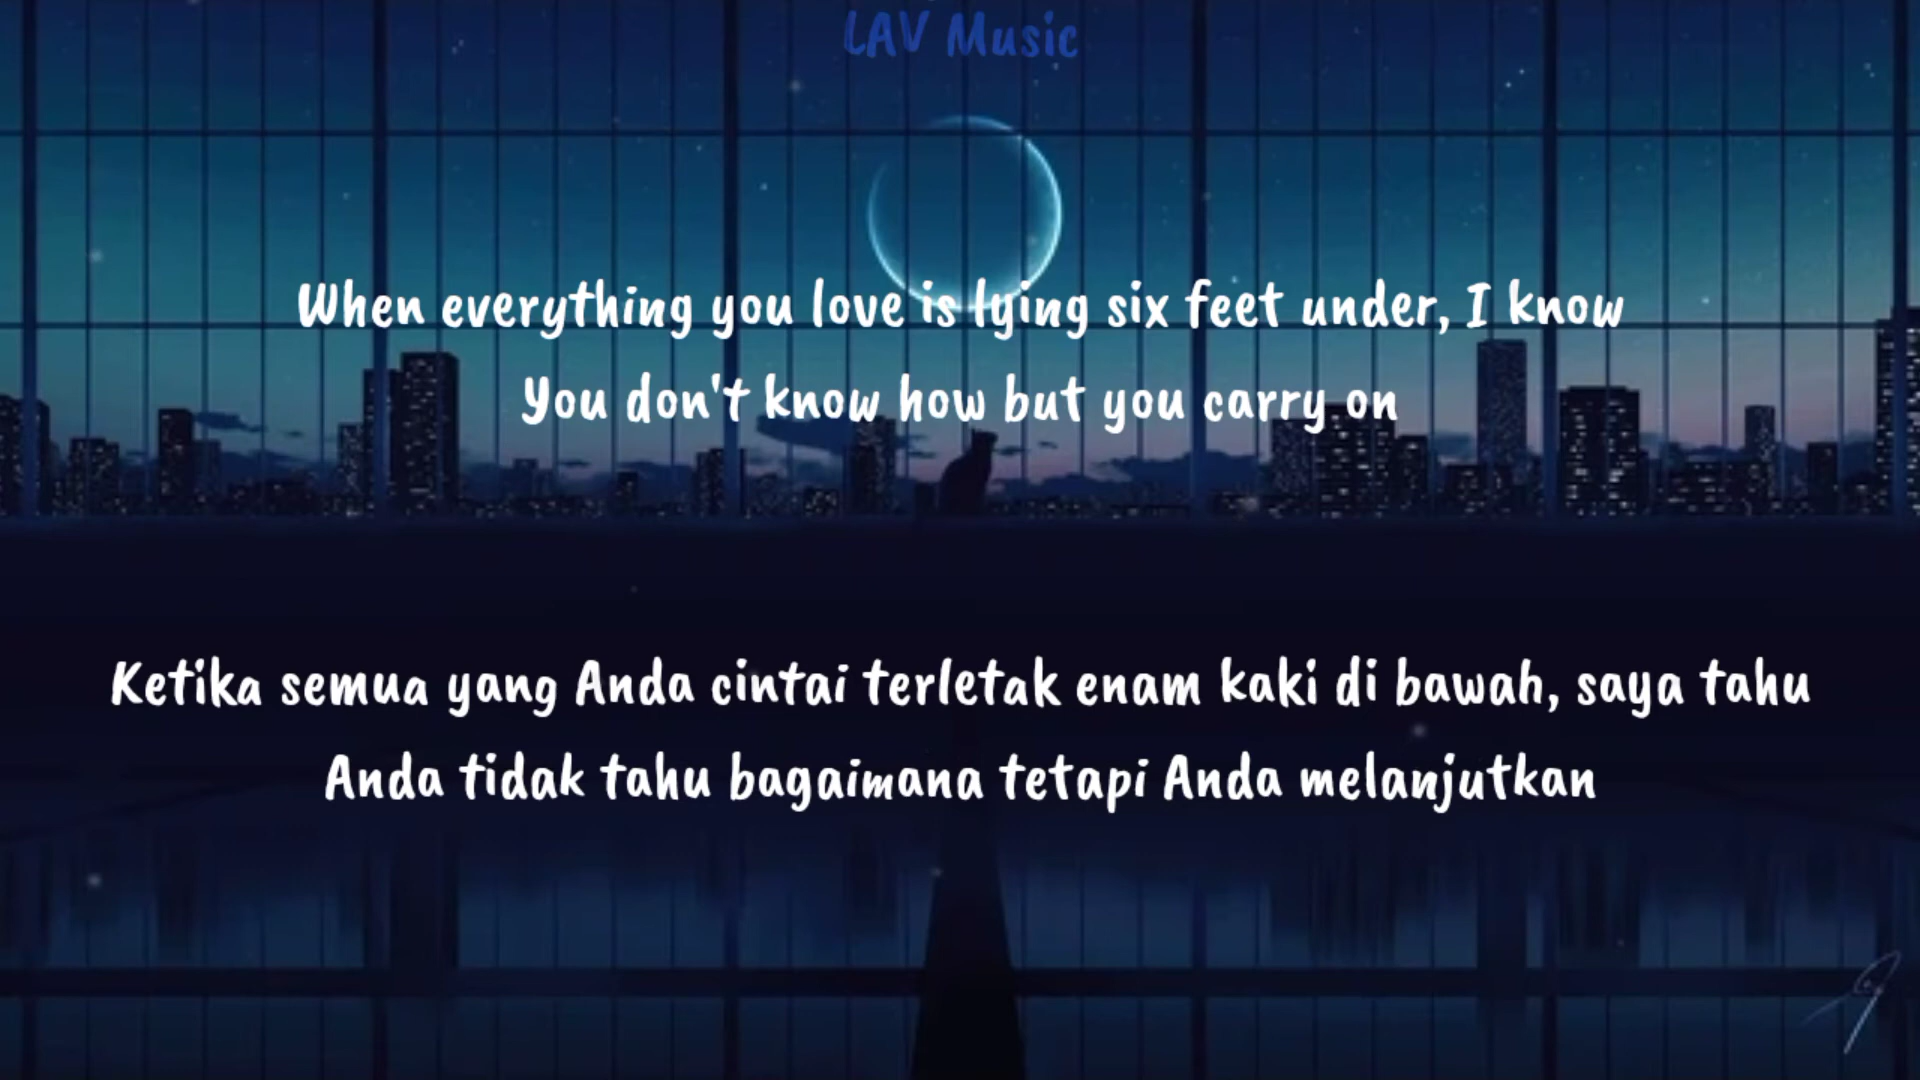 LAV Music
When everything you love is lying six feet under, I know
You don't know how but you carry on
Ketika semua yang Anda cintai terletak enam kaki di bawah, saya tahu
Anda tidak tahu bagaimana tetapi Anda melanjutkan